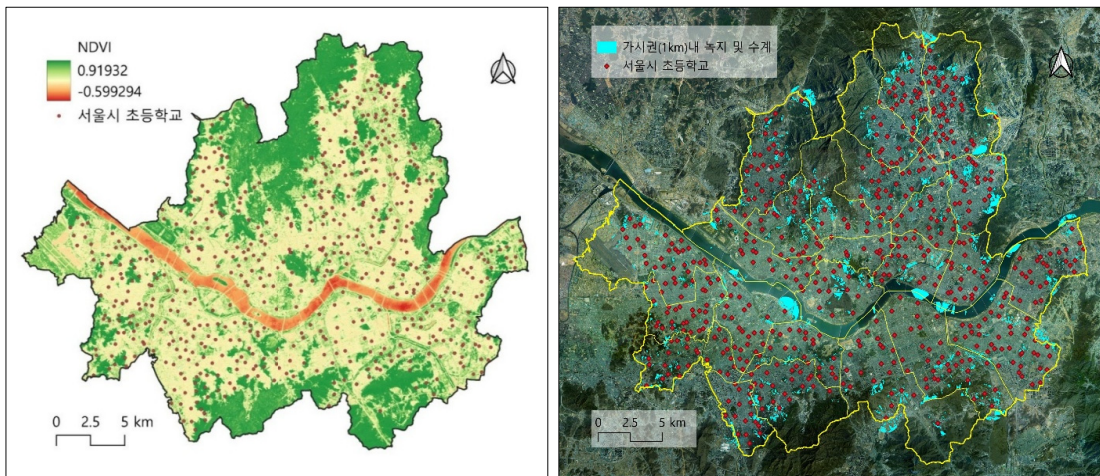 NDVI
0.91932
-0.599294
서울시 초등학교
0 2.5 5 km
가시권(1km)내 녹지 및 수계
서울시 초등학교
0 2.5 5 km